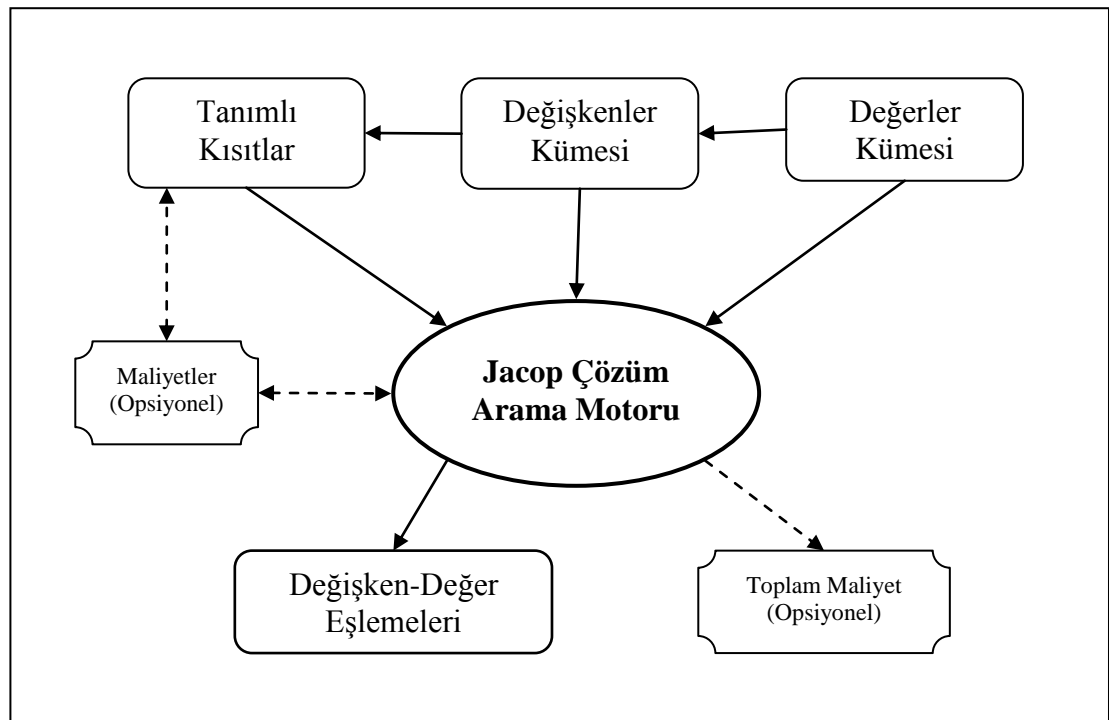 Tanımlı
Kısıtlar
Değişkenler
Kümesi
Değerler
Kümesi
Maliyetler
(Opsiyonel)
Jacop Çözüm
Arama Motoru
Değişken-Değer
Eşlemeleri
Toplam Maliyet
(Opsiyonel)